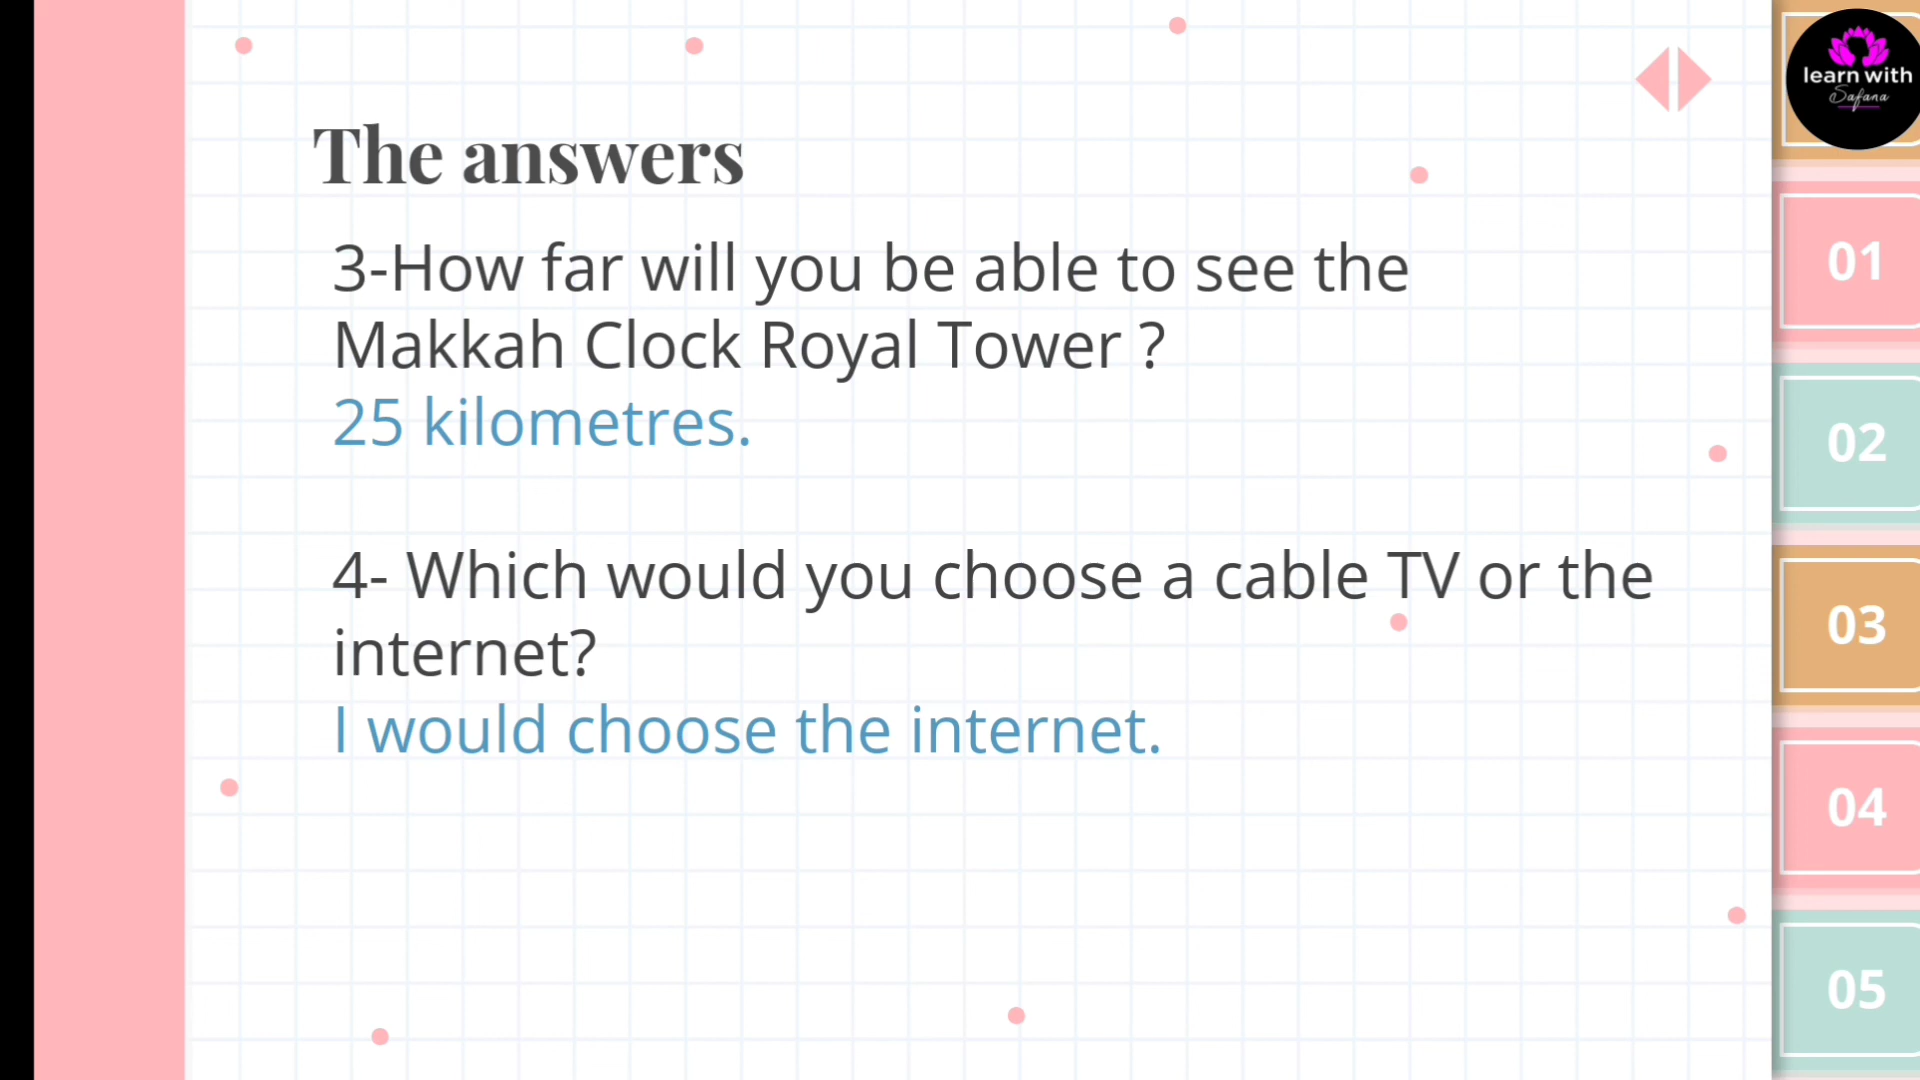 learn with
Safana
The answers
3-How far will you be able to see the
Makkah Clock Royal Tower ?
25 kilometres.
4- Which would you choose a cable TV or the
internet?
I would choose the internet.
01
02
03
04
05